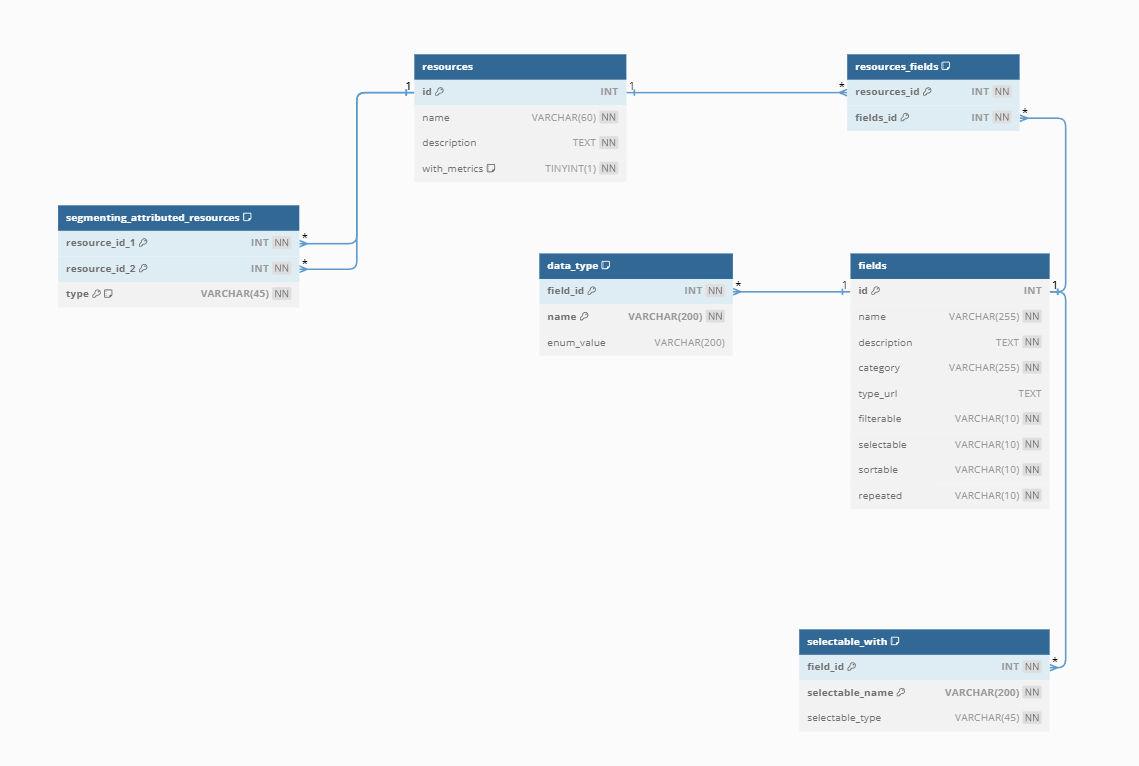 resources
1 id INT 1
name VARCHAR(60) NN
description TEXT NN
with_metrics TINYINT(1) NN
resources_fields
* resources_id INT NN
fields_id INT NN *
segmenting_attributed_resources
resource_id_1 INT NN *
resource_id_2 INT NN *
type VARCHAR(45) NN
data_type
field_id INT NN *
name VARCHAR(200) NN
enum_value VARCHAR(200)
fields
1 id INT 1
name VARCHAR(255) NN
description TEXT NN
category VARCHAR(255) NN
type_url TEXT
filterable VARCHAR(10) NN
selectable VARCHAR(10) NN
sortable VARCHAR(10) NN
repeated VARCHAR(10) NN
selectable_with
field_id INT NN *
selectable_name VARCHAR(200) NN
selectable_type VARCHAR(45) NN